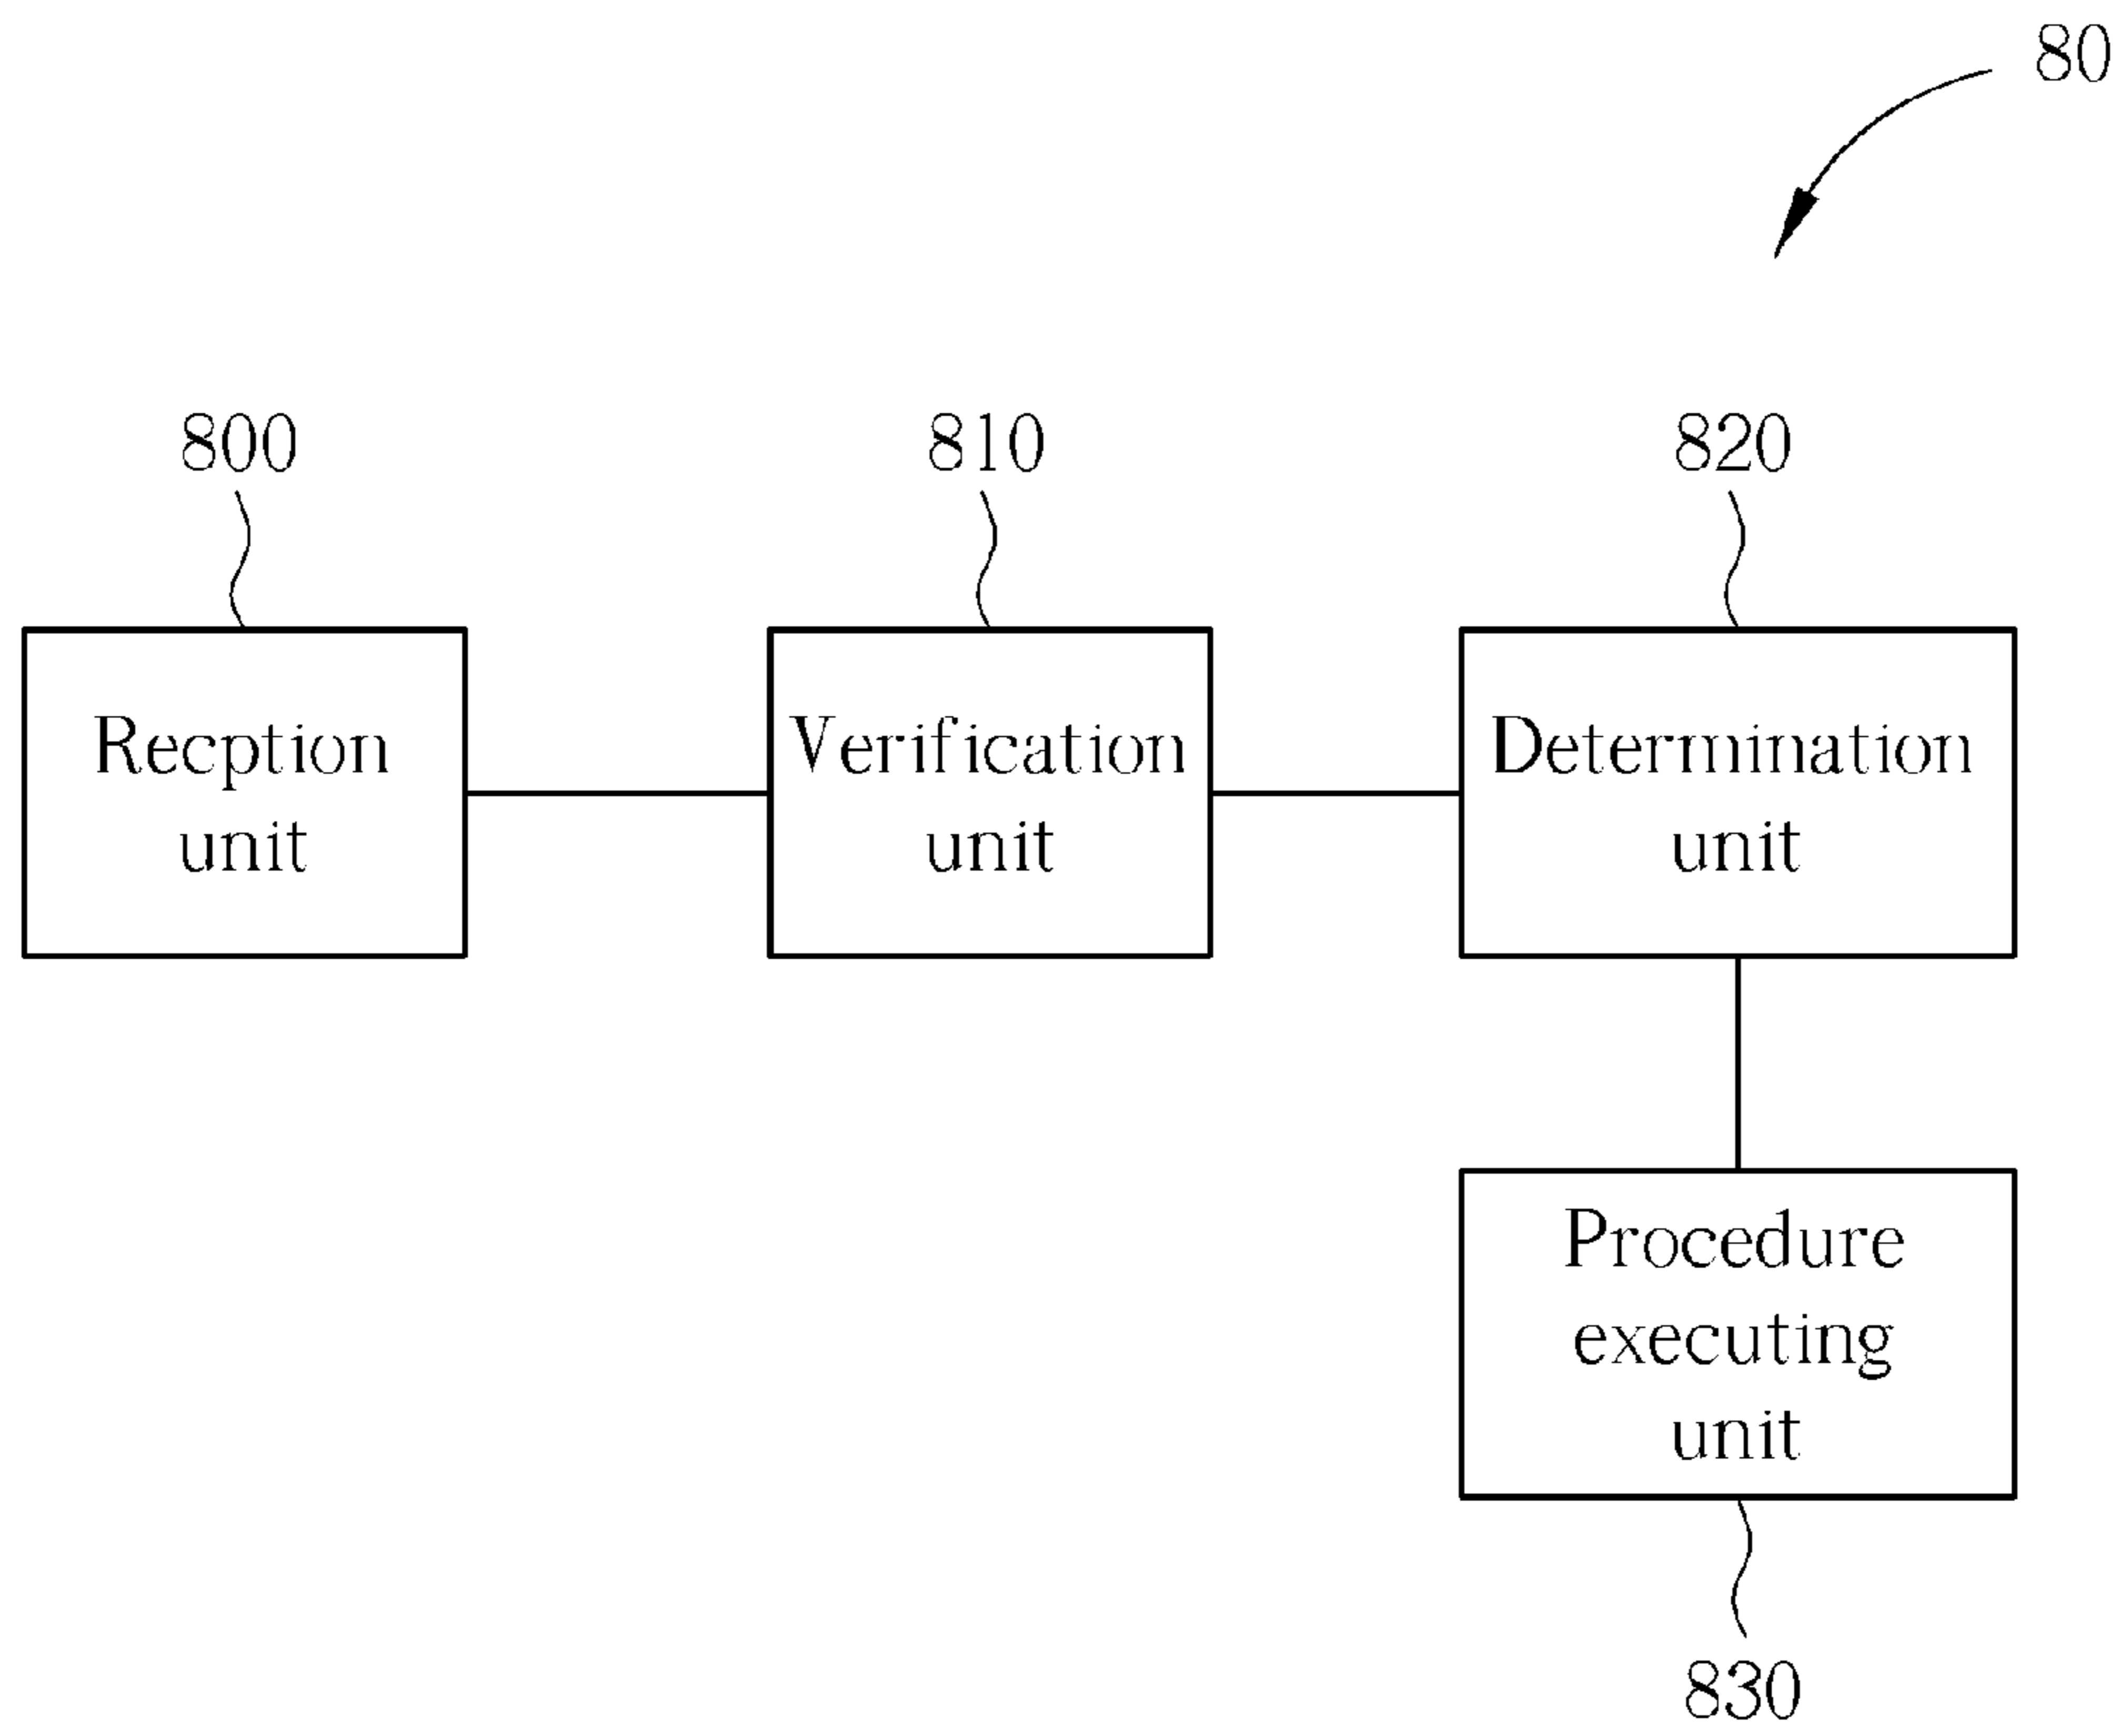 80
800
810
820
Recption
unit
Verification
unit
Determination
unit
Procedure
executing
unit
830